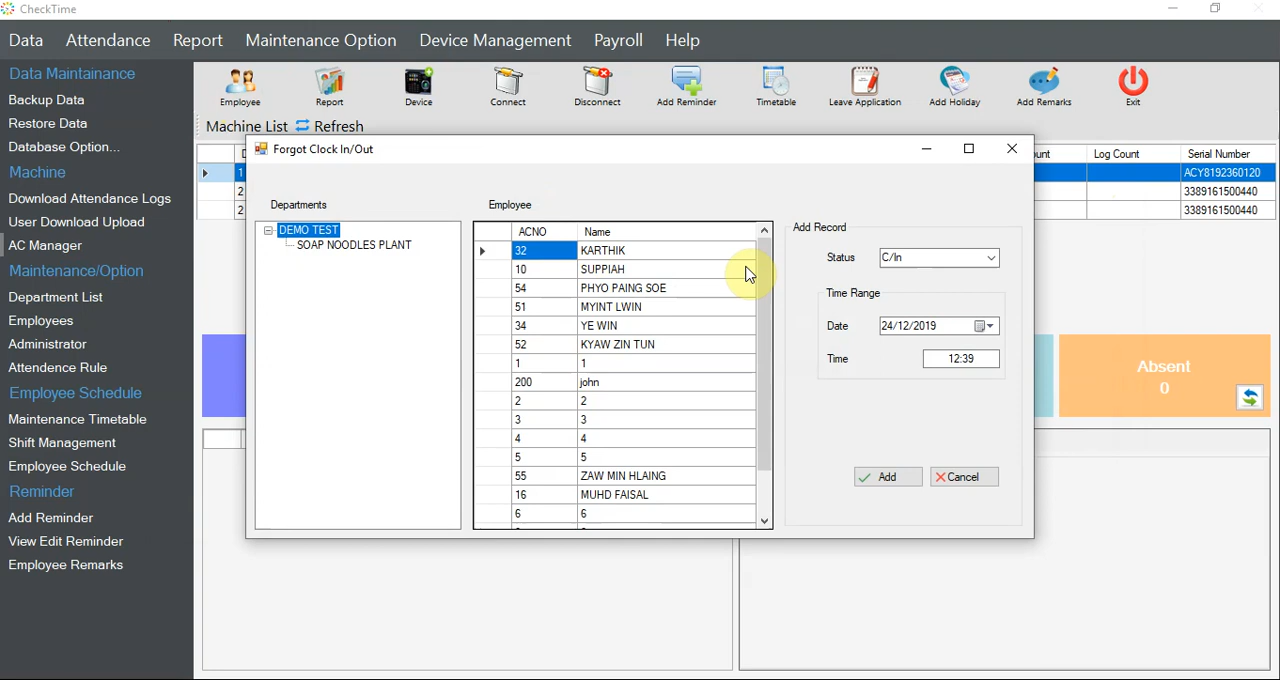 CheckTime
Data Attendance Report Maintenance Option Device Management Payroll Help
Data Maintainance
Backup Data
Restore Data
Database Option...
Machine
Download Attendance Logs
User Download Upload
AC Manager
Maintenance/Option
Department List
Employees
Administrator
Attendence Rule
Employee Schedule
Maintenance Timetable
Shift Management
Employee Schedule
Reminder
Add Reminder
View Edit Reminder
Employee Remarks
Employee Report Device Connect Disconnect Add Reminder Timetable Leave Application Add Holiday Add Remarks Exit
Machine List Refresh
Log Count Serial Number
1 ACY8192360120
2 3389161500440
2 3389161500440
Forgot Clock In/Out
Departments
DEMO TEST
SOAP NOODLES PLANT
Employee
ACNO Name
32 KARTHIK
10 SUPPIAH
54 PHYO PAING SOE
51 MYINT LWIN
34 YE WIN
52 KYAW ZIN TUN
1 1
200 john
2 2
3 3
4 4
5 5
55 ZAW MIN HLAING
16 MUHD FAISAL
6 6
Add Record
Status C/In
Time Range
Date 24/12/2019
Time 12:39
Add Cancel
Absent
0